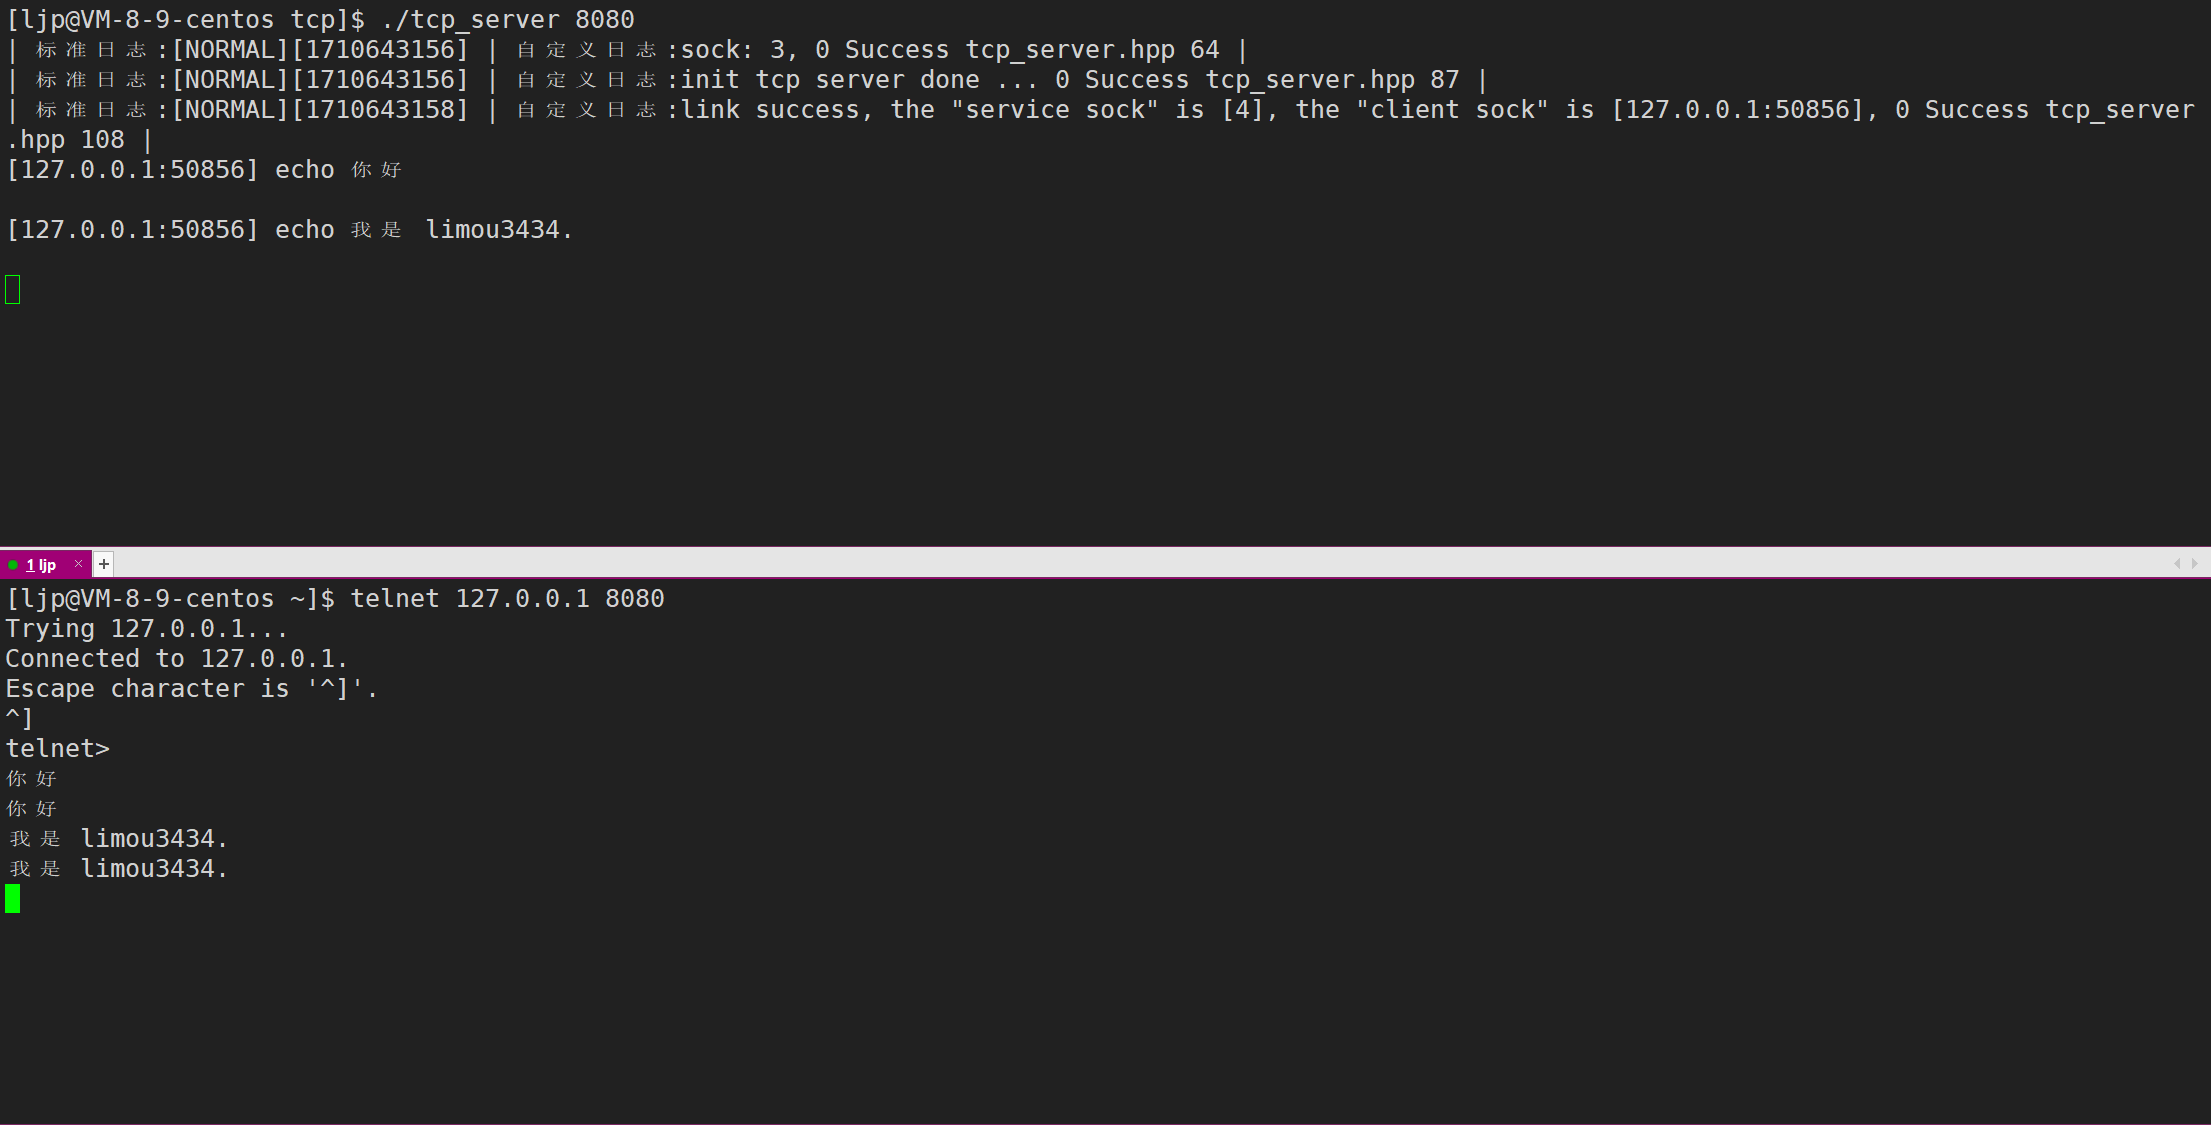 [ljp@VM-8-9-centos tcp]$ ./tcp_server 8080
| 标准日志:[NORMAL][1710643156] | 自定义日志:sock: 3, 0 Success tcp_server.hpp 64 |
| 标准日志:[NORMAL][1710643156] | 自定义日志:init tcp server done ... 0 Success tcp_server.hpp 87 |
| 标准日志:[NORMAL][1710643158] | 自定义日志:link success, the "service sock" is [4], the "client sock" is [127.0.0.1:50856], 0 Success tcp_server
.hpp 108 |
[127.0.0.1:50856] echo 你好
[127.0.0.1:50856] echo 我是 limou3434.
1 ljp × +
[ljp@VM-8-9-centos ~]$ telnet 127.0.0.1 8080
Trying 127.0.0.1...
Connected to 127.0.0.1.
Escape character is '^]'.
^]
telnet>
你好
你好
我是 limou3434.
我是 limou3434.